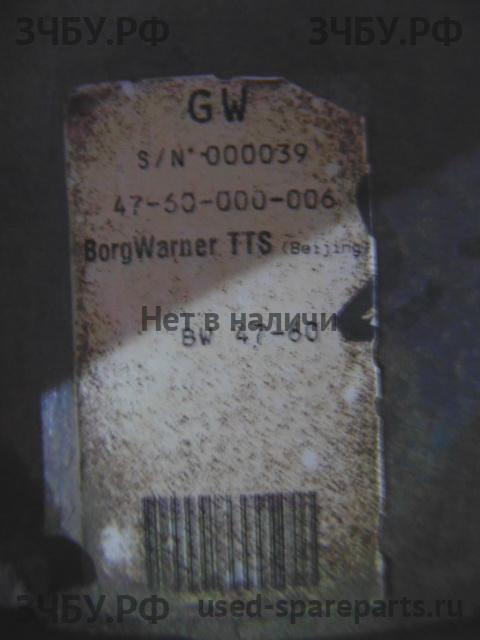 ЗЧБУ.РФ ЗЧБУ.РФ
GW
S/N° 000039
47-60-000-006
BorgWarner TTS (Beijing)
Нет в наличии
BW 47-60
ЗЧБУ.РФ used-spareparts.ru